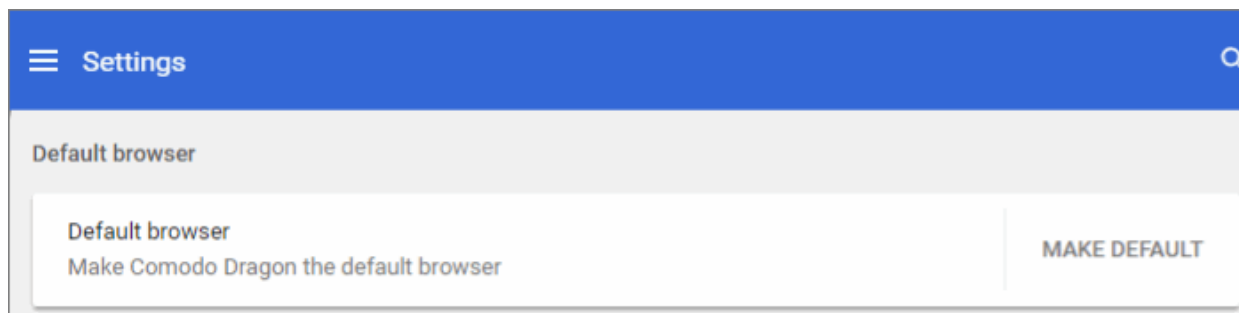 Settings
Default browser
Default browser
Make Comodo Dragon the default browser
MAKE DEFAULT